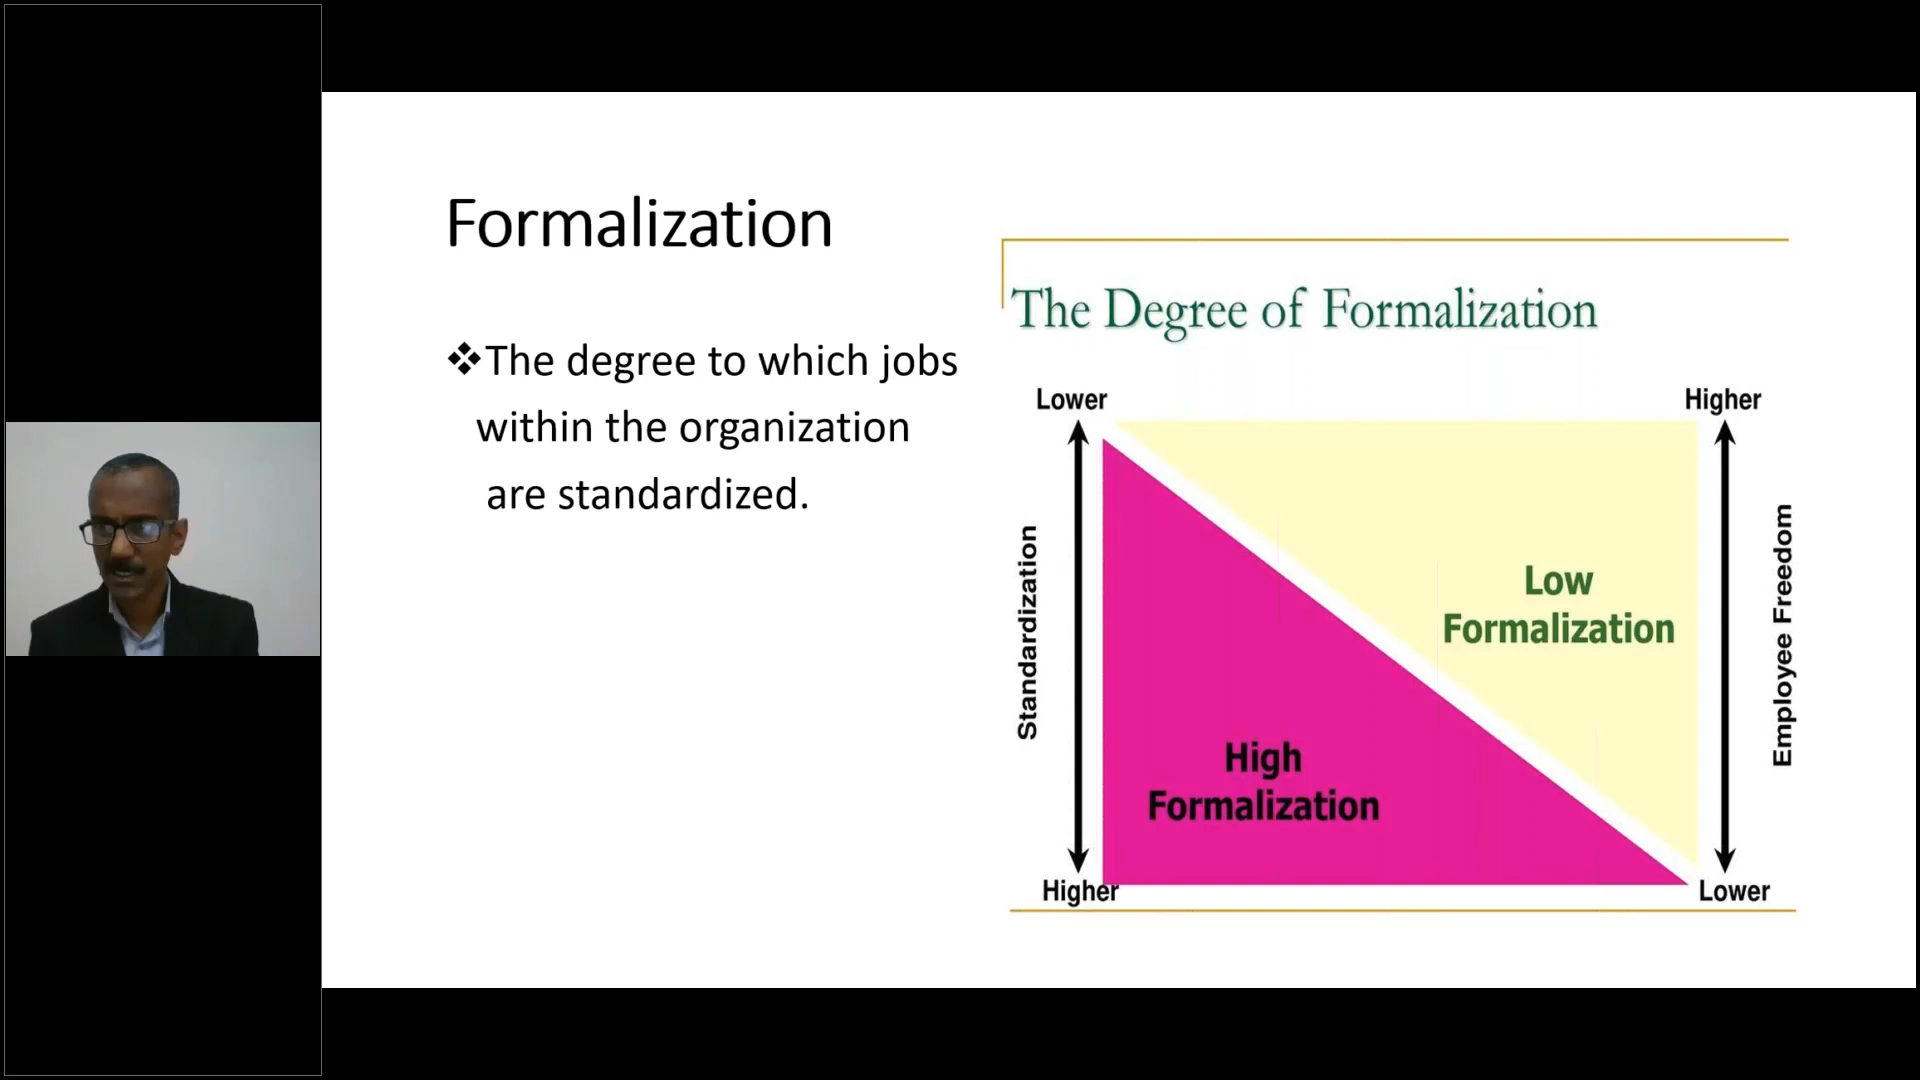 Formalization
❖The degree to which jobs
within the organization
are standardized.
The Degree of Formalization
Lower
Higher
Standardization
Low
Formalization
High
Formalization
Employee Freedom
Higher
Lower